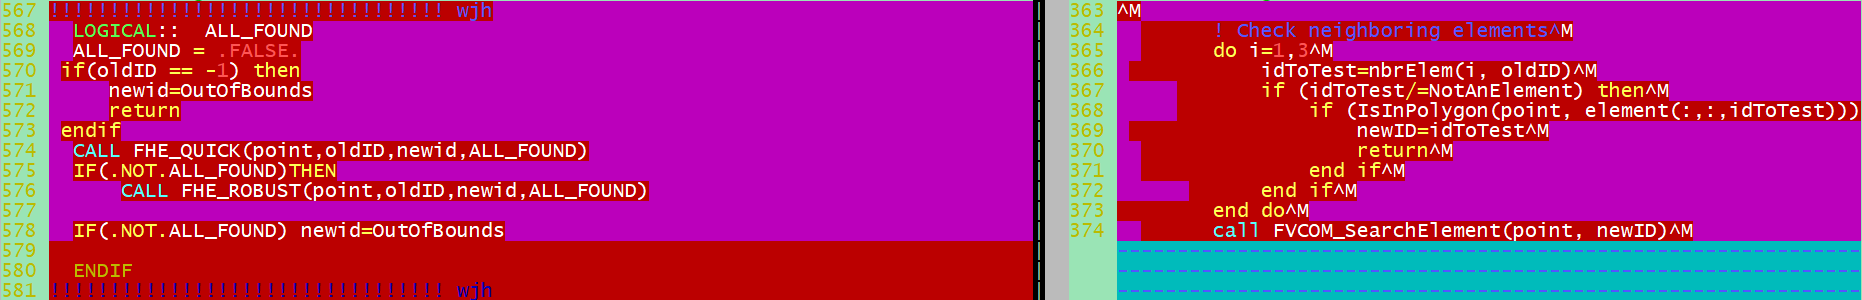 567 !!!!!!!!!!!!!!!!!!!!!!!!!!!!!!!!! wjh
568   LOGICAL::  ALL_FOUND
569   ALL_FOUND = .FALSE.
570  if(oldID == -1) then
571      newid=OutOfBounds
572      return
573  endif
574   CALL FHE_QUICK(point,oldID,newid,ALL_FOUND)
575   IF(.NOT.ALL_FOUND)THEN
576       CALL FHE_ROBUST(point,oldID,newid,ALL_FOUND)
577
578   IF(.NOT.ALL_FOUND) newid=OutOfBounds
579
580   ENDIF
581 !!!!!!!!!!!!!!!!!!!!!!!!!!!!!!!!! wjh
363 ^M
364         ! Check neighboring elements^M
365         do i=1,3^M
366             idToTest=nbrElem(i, oldID)^M
367             if (idToTest/=NotAnElement) then^M
368                 if (IsInPolygon(point, element(:,:,idToTest)))
369                     newID=idToTest^M
370                     return^M
371                 end if^M
372             end if^M
373         end do^M
374         call FVCOM_SearchElement(point, newID)^M